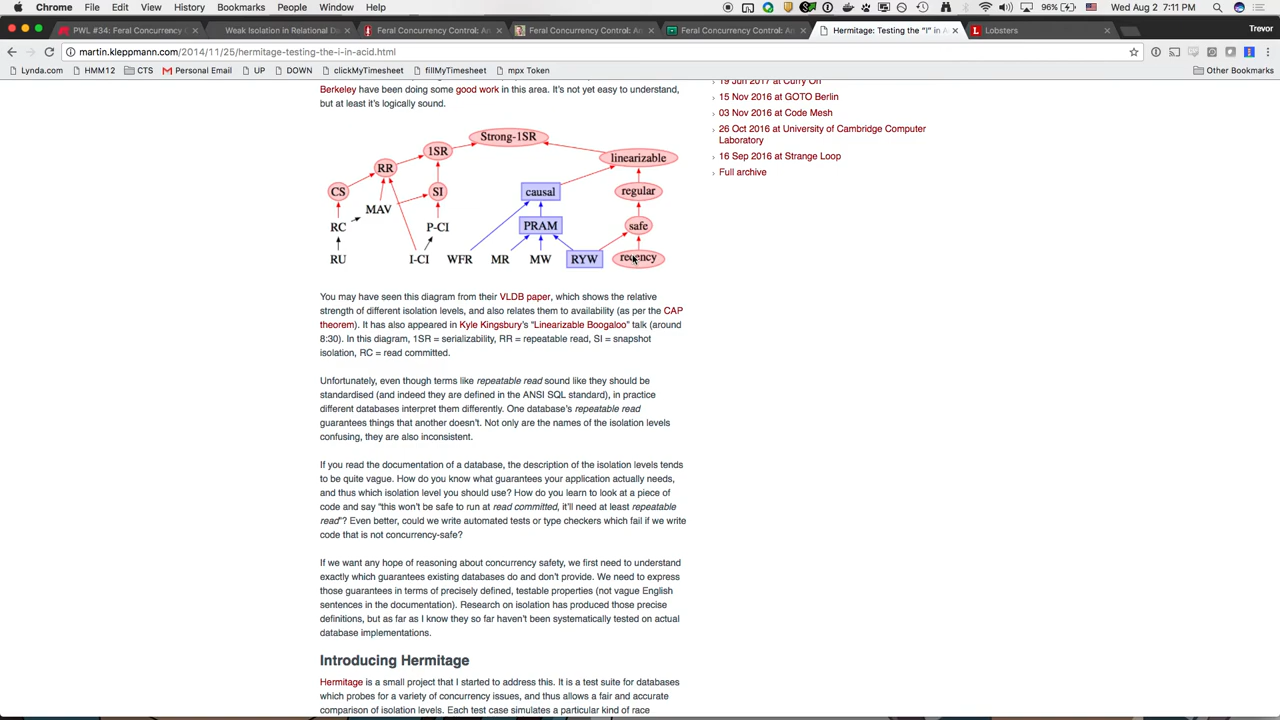 Chrome File Edit View History Bookmarks People Window Help 96% Wed Aug 2 7:11 PM
PWL #34: Feral Concurrency Weak Isolation in Relational Da Feral Concurrency Control: An Feral Concurrency Control: An Feral Concurrency Control: An Hermitage: Testing the "I" in A Lobsters Trevor
martin.kleppmann.com/2014/11/25/hermitage-testing-the-i-in-acid.html
Lynda.com HMM12 CTS Personal Email UP DOWN clickMyTimesheet fillMyTimesheet mpx Token Other Bookmarks
Berkeley have been doing some good work in this area. It's not yet easy to understand,
but at least it's logically sound.
Strong-1SR
1SR
linearizable
RR
CS
SI
causal
regular
MAV
RC
P-CI
PRAM
safe
RU
I-CI
WFR
MR
MW
RYW
recency
You may have seen this diagram from their VLDB paper, which shows the relative
strength of different isolation levels, and also relates them to availability (as per the CAP
theorem). It has also appeared in Kyle Kingsbury's "Linearizable Boogaloo" talk (around
8:30). In this diagram, 1SR = serializability, RR = repeatable read, SI = snapshot
isolation, RC = read committed.
Unfortunately, even though terms like repeatable read sound like they should be
standardised (and indeed they are defined in the ANSI SQL standard), in practice
different databases interpret them differently. One database's repeatable read
guarantees things that another doesn't. Not only are the names of the isolation levels
confusing, they are also inconsistent.
If you read the documentation of a database, the description of the isolation levels tends
to be quite vague. How do you know what guarantees your application actually needs,
and thus which isolation level you should use? How do you learn to look at a piece of
code and say "this won't be safe to run at read committed, it'll need at least repeatable
read"? Even better, could we write automated tests or type checkers which fail if we write
code that is not concurrency-safe?
If we want any hope of reasoning about concurrency safety, we first need to understand
exactly which guarantees existing databases do and don't provide. We need to express
those guarantees in terms of precisely defined, testable properties (not vague English
sentences in the documentation). Research on isolation has produced those precise
definitions, but as far as I know they so far haven't been systematically tested on actual
database implementations.
Introducing Hermitage
Hermitage is a small project that I started to address this. It is a test suite for databases
which probes for a variety of concurrency issues, and thus allows a fair and accurate
comparison of isolation levels. Each test case simulates a particular kind of race
19 Jun 2017 at Curry On
15 Nov 2016 at GOTO Berlin
03 Nov 2016 at Code Mesh
26 Oct 2016 at University of Cambridge Computer
Laboratory
16 Sep 2016 at Strange Loop
Full archive